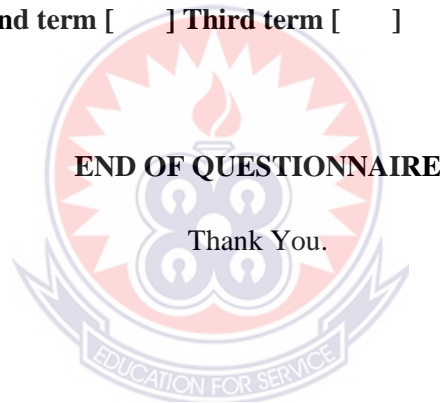 nd term [ ] Third term [ ]
END OF QUESTIONNAIRE
Thank You.
EDUCATION FOR SERVICE